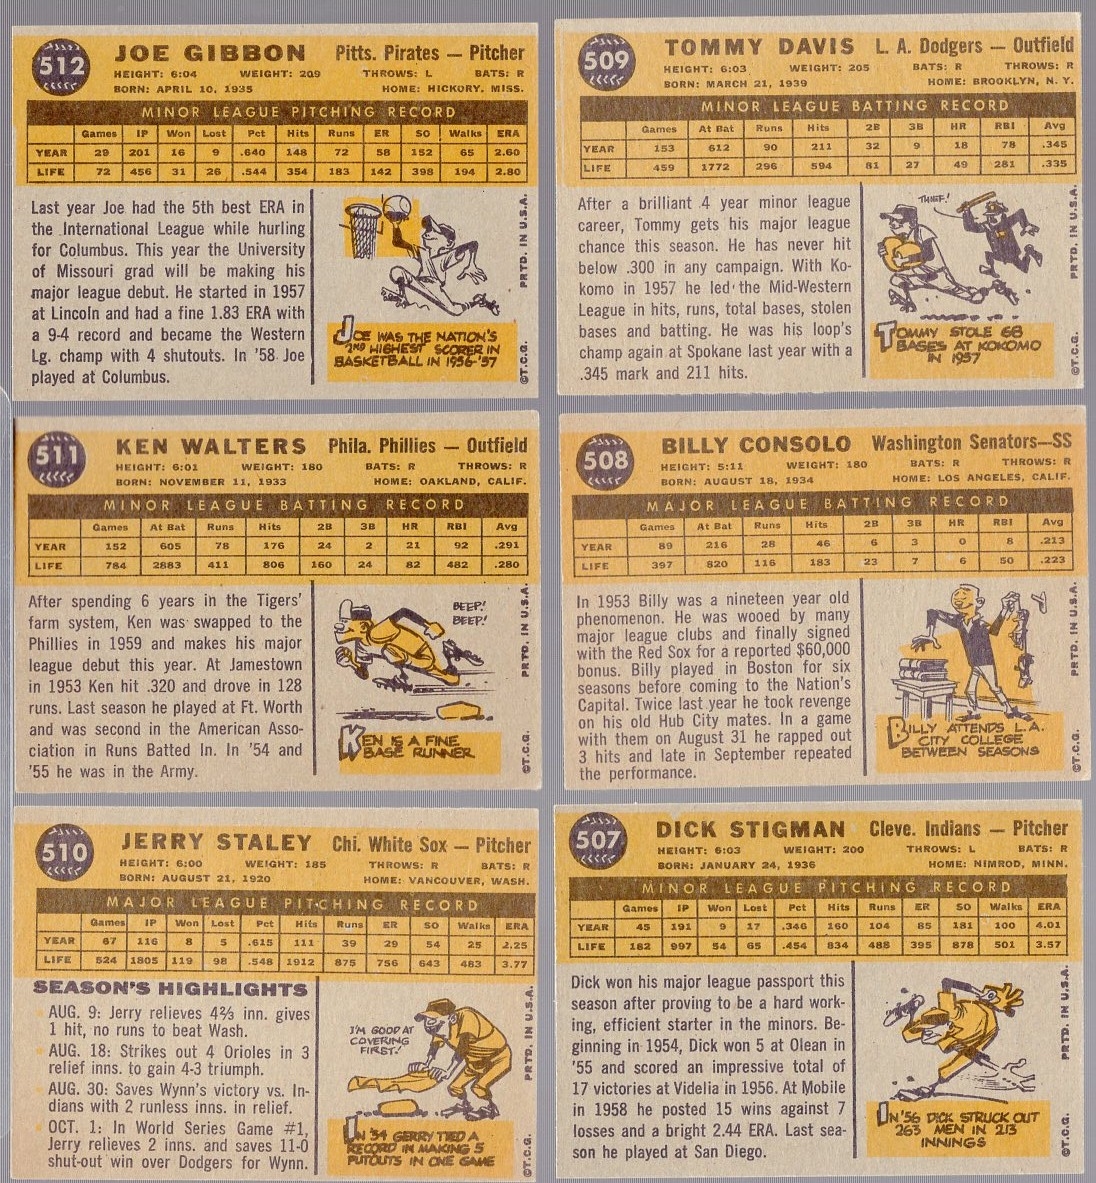 512
JOE GIBBON Pitts. Pirates — Pitcher
HEIGHT: 6:04 WEIGHT: 209 THROWS: L BATS: R
BORN: APRIL 10, 1935 HOME: HICKORY, MISS.
MINOR LEAGUE PITCHING RECORD
Games IP Won Lost Pct Hits Runs ER SO Walks ERA
YEAR 29 201 16 9 .640 148 72 58 152 65 2.60
LIFE 72 456 31 26 .544 354 183 142 398 194 2.80
Last year Joe had the 5th best ERA in
the International League while hurling
for Columbus. This year the University
of Missouri grad will be making his
major league debut. He started in 1957
at Lincoln and had a fine 1.83 ERA with
a 9-4 record and became the Western
Lg. champ with 4 shutouts. In '58 Joe
played at Columbus.
JOE WAS THE NATION'S
2ND HIGHEST SCORER IN
BASKETBALL IN 1956-'57
©T.C.G. PRTD. IN U.S.A.
509
TOMMY DAVIS L. A. Dodgers — Outfield
HEIGHT: 6:03 WEIGHT: 205 BATS: R THROWS: R
BORN: MARCH 21, 1939 HOME: BROOKLYN, N. Y.
MINOR LEAGUE BATTING RECORD
Games At Bat Runs Hits 2B 3B HR RBI Avg
YEAR 153 612 90 211 32 9 18 78 .345
LIFE 459 1772 296 594 81 27 49 281 .335
After a brilliant 4 year minor league
career, Tommy gets his major league
chance this season. He has never hit
below .300 in any campaign. With Ko-
komo in 1957 he led the Mid-Western
League in hits, runs, total bases, stolen
bases and batting. He was his loop's
champ again at Spokane last year with a
.345 mark and 211 hits.
THIEF!
TOMMY STOLE 68
BASES AT KOKOMO
IN 1957
©T.C.G. PRTD. IN U.S.A.
511
KEN WALTERS Phila. Phillies — Outfield
HEIGHT: 6:01 WEIGHT: 180 BATS: R THROWS: R
BORN: NOVEMBER 11, 1933 HOME: OAKLAND, CALIF.
MINOR LEAGUE BATTING RECORD
Games At Bat Runs Hits 2B 3B HR RBI Avg
YEAR 152 605 78 176 24 2 21 92 .291
LIFE 784 2883 411 806 160 24 82 482 .280
After spending 6 years in the Tigers'
farm system, Ken was swapped to the
Phillies in 1959 and makes his major
league debut this year. At Jamestown
in 1953 Ken hit .320 and drove in 128
runs. Last season he played at Ft. Worth
and was second in the American Asso-
ciation in Runs Batted In. In '54 and
'55 he was in the Army.
BEEP!
BEEP!
KEN IS A FINE
BASE RUNNER
©T.C.G. PRTD. IN U.S.A.
508
BILLY CONSOLO Washington Senators—SS
HEIGHT: 5:11 WEIGHT: 180 BATS: R THROWS: R
BORN: AUGUST 18, 1934 HOME: LOS ANGELES, CALIF.
MAJOR LEAGUE BATTING RECORD
Games At Bat Runs Hits 2B 3B HR RBI Avg
YEAR 89 216 28 46 6 3 0 8 .213
LIFE 397 820 116 183 23 7 6 50 .223
In 1953 Billy was a nineteen year old
phenomenon. He was wooed by many
major league clubs and finally signed
with the Red Sox for a reported $60,000
bonus. Billy played in Boston for six
seasons before coming to the Nation's
Capital. Twice last year he took revenge
on his old Hub City mates. In a game
with them on August 31 he rapped out
3 hits and late in September repeated
the performance.
BILLY ATTENDS L.A.
CITY COLLEGE
BETWEEN SEASONS
©T.C.G. PRTD. IN U.S.A.
510
JERRY STALEY Chi. White Sox — Pitcher
HEIGHT: 6:00 WEIGHT: 185 THROWS: R BATS: R
BORN: AUGUST 21, 1920 HOME: VANCOUVER, WASH.
MAJOR LEAGUE PITCHING RECORD
Games IP Won Lost Pct Hits Runs ER SO Walks ERA
YEAR 67 116 8 5 .615 111 39 29 54 25 2.25
LIFE 524 1805 119 98 .548 1912 875 756 643 483 3.77
SEASON'S HIGHLIGHTS
AUG. 9: Jerry relieves 4⅔ inn. gives
1 hit, no runs to beat Wash.
AUG. 18: Strikes out 4 Orioles in 3
relief inns. to gain 4-3 triumph.
AUG. 30: Saves Wynn's victory vs. In-
dians with 2 runless inns. in relief.
OCT. 1: In World Series Game #1,
Jerry relieves 2 inns. and saves 11-0
shut-out win over Dodgers for Wynn.
I'M GOOD AT
COVERING
FIRST!
IN '54 GERRY TIED A
RECORD IN MAKING 5
PUTOUTS IN ONE GAME
©T.C.G. PRTD. IN U.S.A.
507
DICK STIGMAN Cleve. Indians — Pitcher
HEIGHT: 6:03 WEIGHT: 200 THROWS: L BATS: R
BORN: JANUARY 24, 1936 HOME: NIMROD, MINN.
MINOR LEAGUE PITCHING RECORD
Games IP Won Lost Pct Hits Runs ER SO Walks ERA
YEAR 45 191 9 17 .346 160 104 85 181 100 4.01
LIFE 182 997 54 65 .454 834 488 395 878 501 3.57
Dick won his major league passport this
season after proving to be a hard work-
ing, efficient starter in the minors. Be-
ginning in 1954, Dick won 5 at Olean in
'55 and scored an impressive total of
17 victories at Videlia in 1956. At Mobile
in 1958 he posted 15 wins against 7
losses and a bright 2.44 ERA. Last sea-
son he played at San Diego.
IN '56 DICK STRUCK OUT
263 MEN IN 213
INNINGS
©T.C.G. PRTD. IN U.S.A.